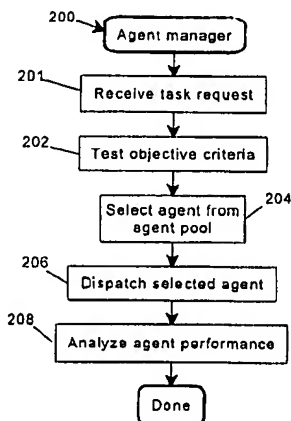 200
Agent manager
201
Receive task request
202
Test objective criteria
204
Select agent from
agent pool
206
Dispatch selected agent
208
Analyze agent performance
Done